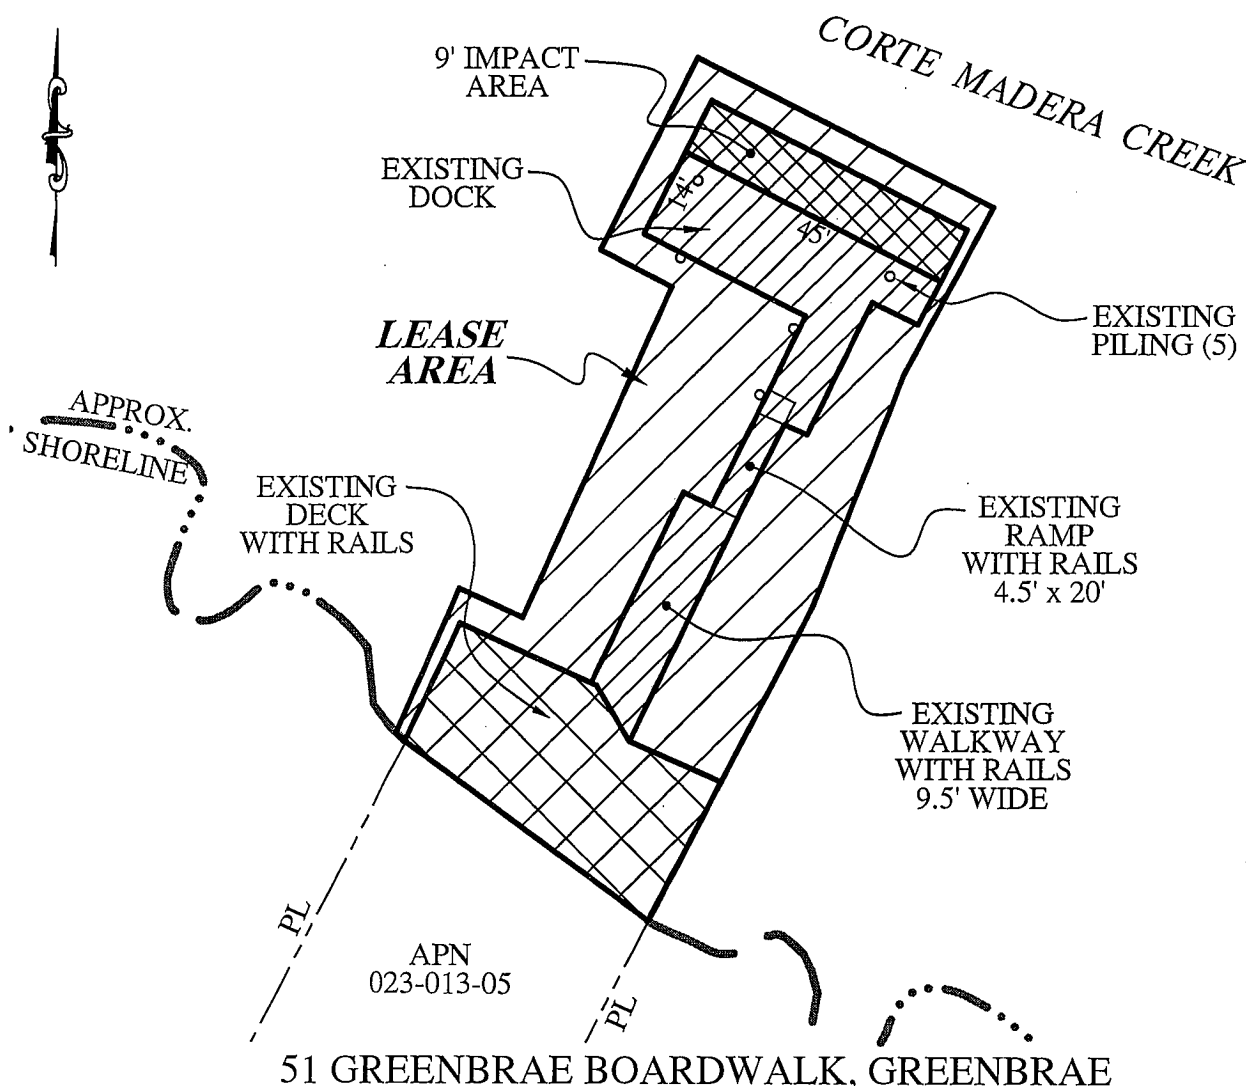 CORTE MADERA CREEK
9' IMPACT
AREA
EXISTING
DOCK
14'
45'
EXISTING
PILING (5)
LEASE
AREA
APPROX.
SHORELINE
EXISTING
DECK
WITH RAILS
EXISTING
RAMP
WITH RAILS
4.5' x 20'
EXISTING
WALKWAY
WITH RAILS
9.5' WIDE
PL
APN
023-013-05
PL
51 GREENBRAE BOARDWALK, GREENBRAE